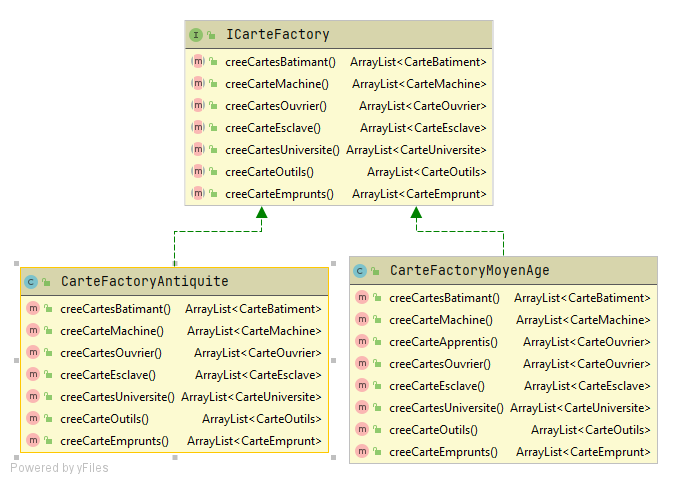 ICarteFactory
creeCartesBatimant() ArrayList<CarteBatiment>
creeCarteMachine() ArrayList<CarteMachine>
creeCartesOuvrier() ArrayList<CarteOuvrier>
creeCarteEsclave() ArrayList<CarteEsclave>
creeCartesUniversite() ArrayList<CarteUniversite>
creeCarteOutils() ArrayList<CarteOutils>
creeCarteEmprunts() ArrayList<CarteEmprunt>
CarteFactoryAntiquite
creeCartesBatimant() ArrayList<CarteBatiment>
creeCarteMachine() ArrayList<CarteMachine>
creeCartesOuvrier() ArrayList<CarteOuvrier>
creeCarteEsclave() ArrayList<CarteEsclave>
creeCartesUniversite() ArrayList<CarteUniversite>
creeCarteOutils() ArrayList<CarteOutils>
creeCarteEmprunts() ArrayList<CarteEmprunt>
CarteFactoryMoyenAge
creeCartesBatimant() ArrayList<CarteBatiment>
creeCarteMachine() ArrayList<CarteMachine>
creeCarteApprentis() ArrayList<CarteOuvrier>
creeCartesOuvrier() ArrayList<CarteOuvrier>
creeCarteEsclave() ArrayList<CarteEsclave>
creeCartesUniversite() ArrayList<CarteUniversite>
creeCarteOutils() ArrayList<CarteOutils>
creeCarteEmprunts() ArrayList<CarteEmprunt>
Powered by yFiles